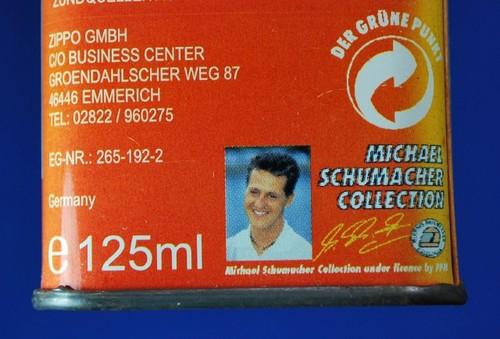 ZIPPO GMBH
C/O BUSINESS CENTER
GROENDAHLSCHER WEG 87
46446 EMMERICH
TEL: 02822 / 960275
EG-NR.: 265-192-2
Germany
e 125ml
DER GRÜNE PUNKT
MICHAEL
SCHUMACHER
COLLECTION
Michael Schumacher Collection under licence by PPM